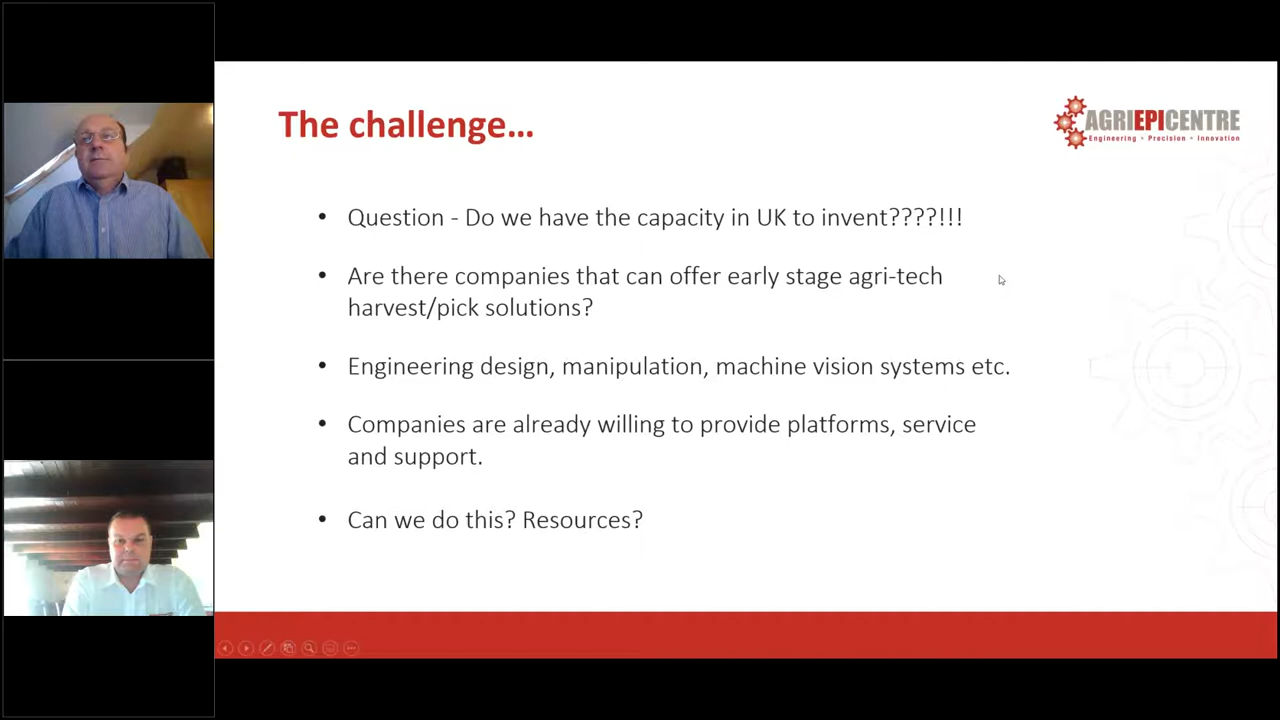 The challenge...
AGRIEPICENTRE
Engineering • Precision • Innovation
• Question - Do we have the capacity in UK to invent????!!!
• Are there companies that can offer early stage agri-tech
harvest/pick solutions?
• Engineering design, manipulation, machine vision systems etc.
• Companies are already willing to provide platforms, service
and support.
• Can we do this? Resources?